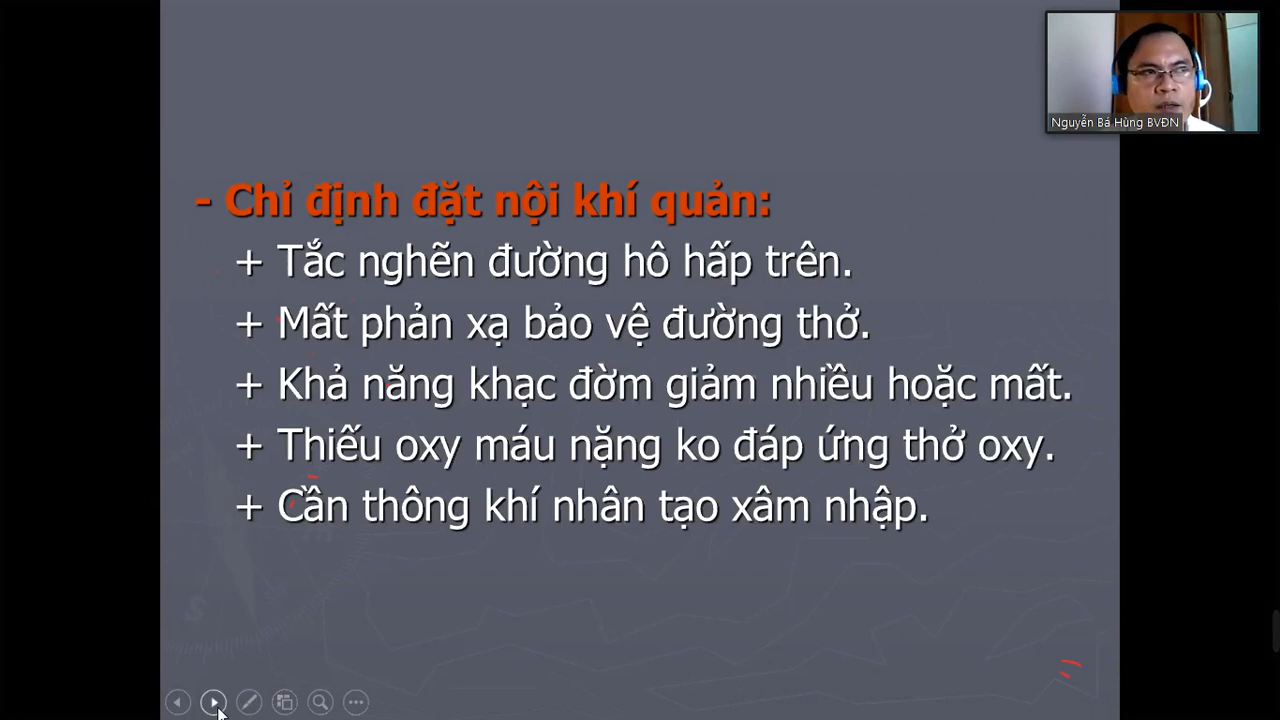 Nguyễn Bá Hùng BVĐN
- Chỉ định đặt nội khí quản:
+ Tắc nghẽn đường hô hấp trên.
+ Mất phản xạ bảo vệ đường thở.
+ Khả năng khạc đờm giảm nhiều hoặc mất.
+ Thiếu oxy máu nặng ko đáp ứng thở oxy.
+ Cần thông khí nhân tạo xâm nhập.